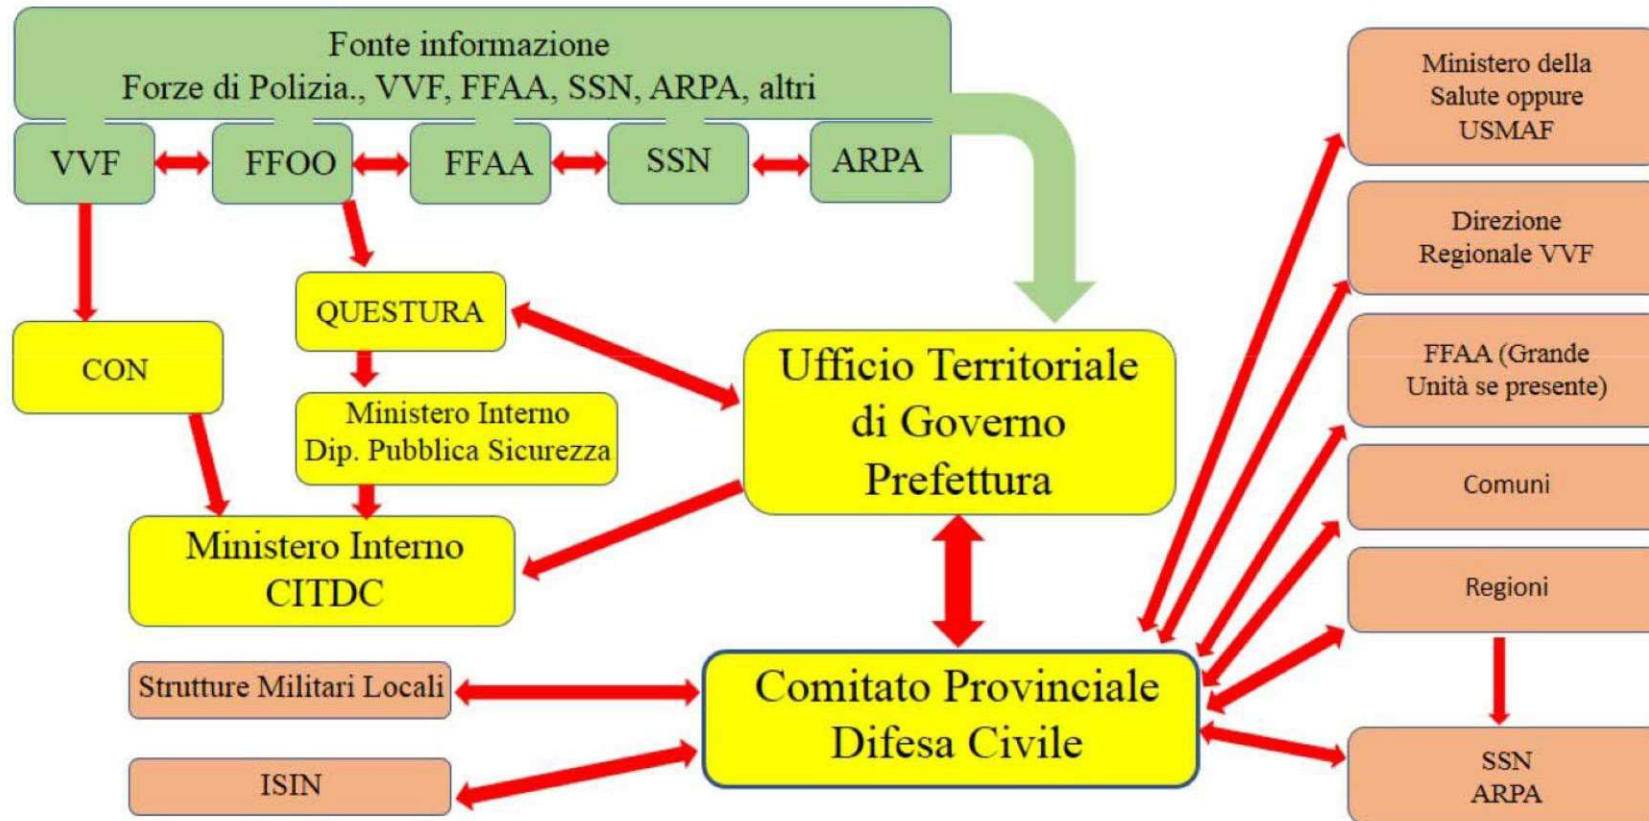 Fonte informazione
Forze di Polizia., VVF, FFAA, SSN, ARPA, altri
VVF
FFOO
FFAA
SSN
ARPA
Ministero della
Salute oppure
USMAF
Direzione
Regionale VVF
QUESTURA
CON
Ufficio Territoriale
di Governo
Prefettura
FFAA (Grande
Unità se presente)
Ministero Interno
Dip. Pubblica Sicurezza
Comuni
Ministero Interno
CITDC
Regioni
Strutture Militari Locali
Comitato Provinciale
Difesa Civile
ISIN
SSN
ARPA